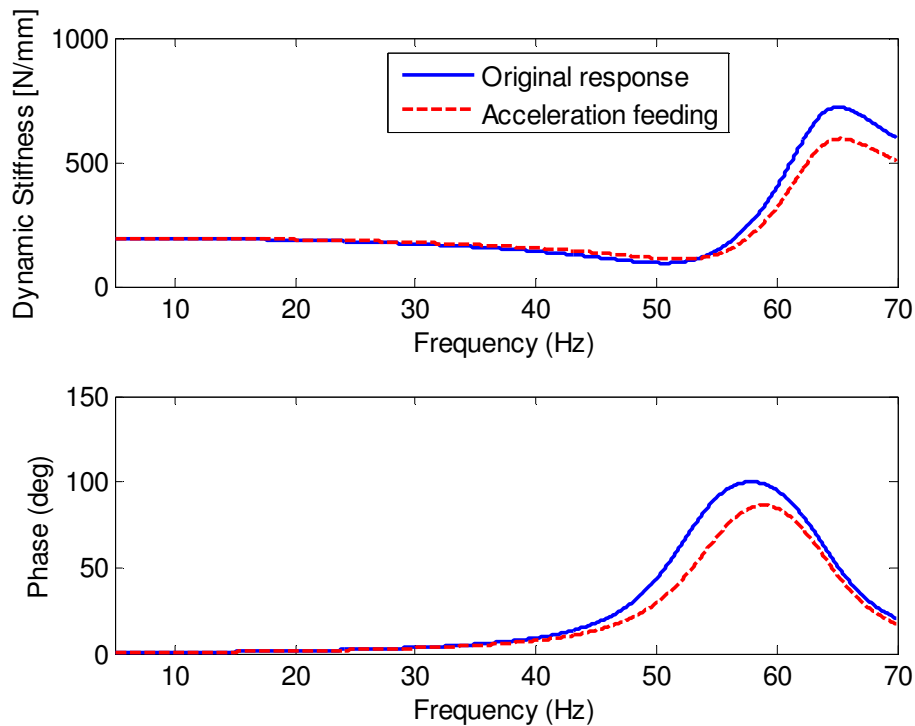 Dynamic Stiffness [N/mm]
1000
500
0
Original response
Acceleration feeding
10 20 30 40 50 60 70
Frequency (Hz)
Phase (deg)
150
100
50
0
10 20 30 40 50 60 70
Frequency (Hz)